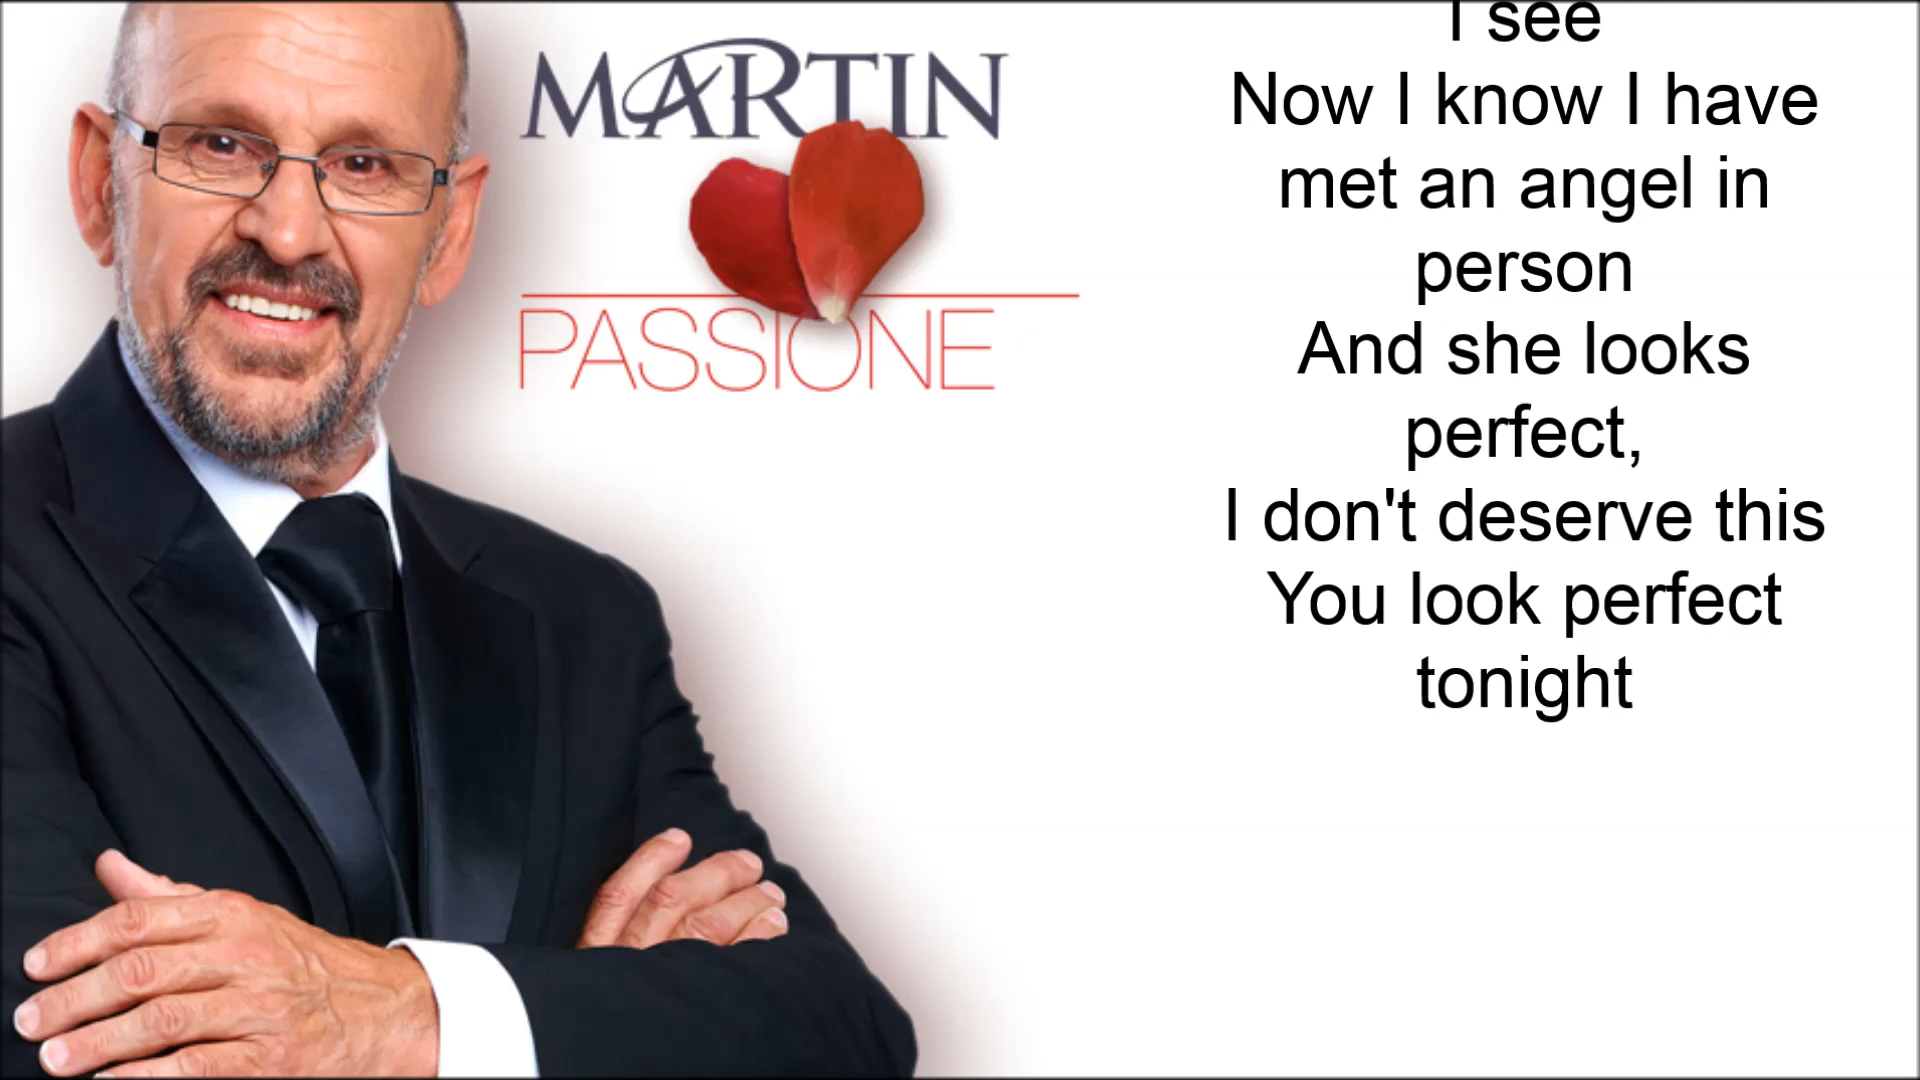 MARTIN
PASSIONE
I see
Now I know I have
met an angel in
person
And she looks
perfect,
I don't deserve this
You look perfect
tonight